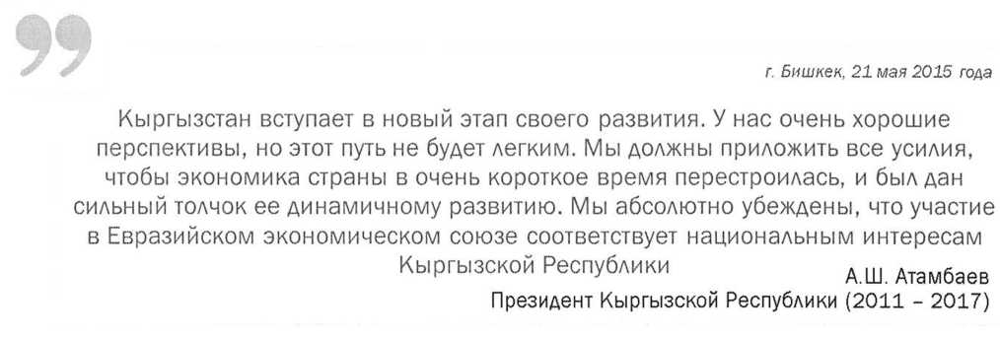 г. Бишкек, 21 мая 2015 года
Кыргызстан вступает в новый этап своего развития. У нас очень хорошие
перспективы, но этот путь не будет легким. Мы должны приложить все усилия,
чтобы экономика страны в очень короткое время перестроилась, и был дан
сильный толчок ее динамичному развитию. Мы абсолютно убеждены, что участие
в Евразийском экономическом союзе соответствует национальным интересам
Кыргызской Республики
А.Ш. Атамбаев
Президент Кыргызской Республики (2011 – 2017)